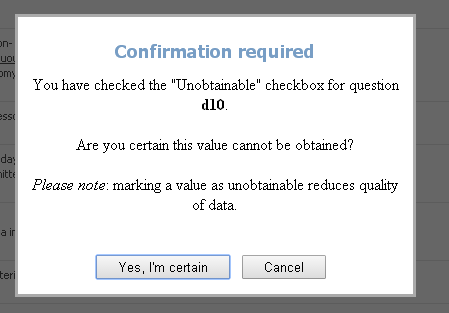 Confirmation required
You have checked the "Unobtainable" checkbox for question
d10.
Are you certain this value cannot be obtained?
Please note: marking a value as unobtainable reduces quality
of data.
Yes, I'm certain
Cancel